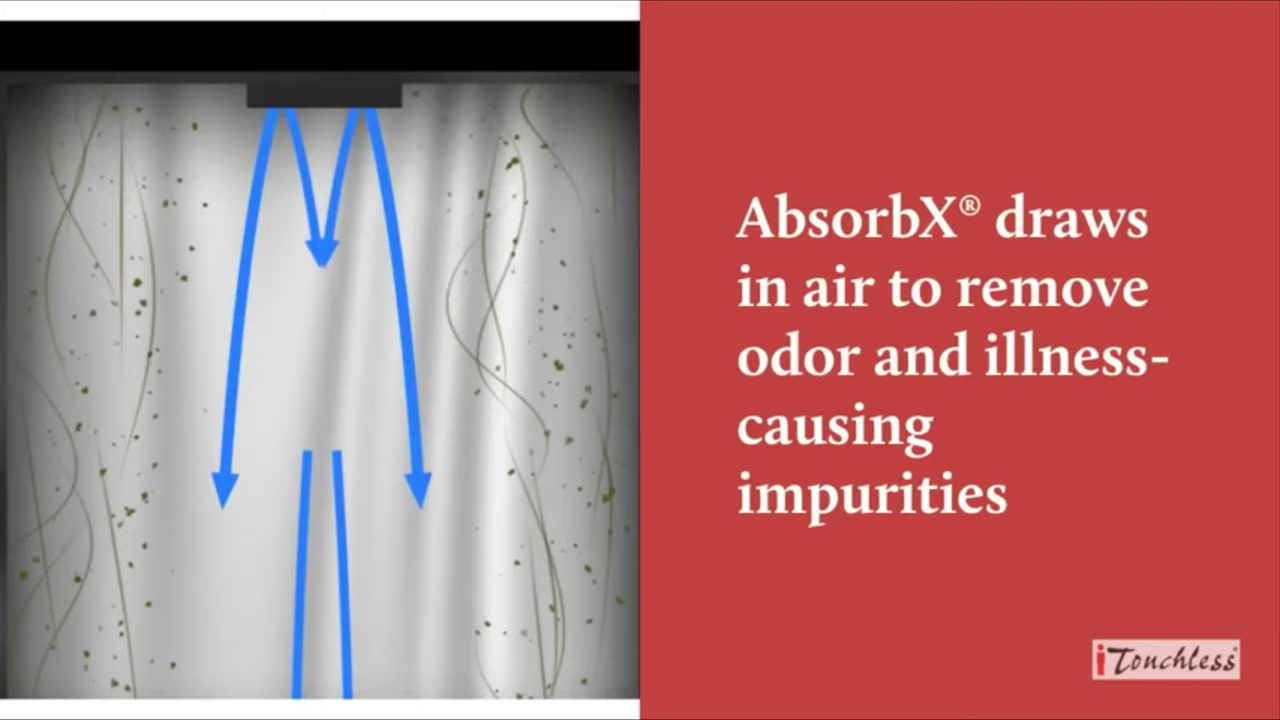 AbsorbX® draws
in air to remove
odor and illness-
causing
impurities
iTouchless®